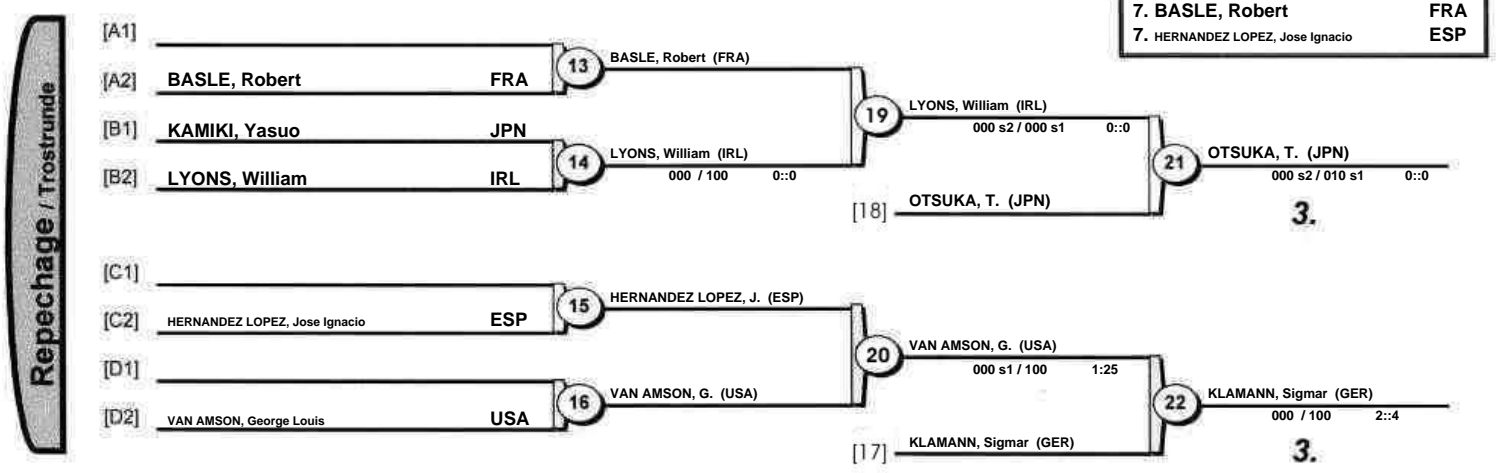 7. BASLE, Robert FRA
7. HERNANDEZ LOPEZ, Jose Ignacio ESP
Repechage / Trostrunde
[A1]
[A2] BASLE, Robert FRA
13
BASLE, Robert (FRA)
[B1] KAMIKI, Yasuo JPN
[B2] LYONS, William IRL
14
LYONS, William (IRL)
000 / 100 0::0
19
LYONS, William (IRL)
000 s2 / 000 s1 0::0
[18] OTSUKA, T. (JPN)
21
OTSUKA, T. (JPN)
000 s2 / 010 s1 0::0
3.
[C1]
[C2] HERNANDEZ LOPEZ, Jose Ignacio ESP
15
HERNANDEZ LOPEZ, J. (ESP)
[D1]
[D2] VAN AMSON, George Louis USA
16
VAN AMSON, G. (USA)
20
VAN AMSON, G. (USA)
000 s1 / 100 1:25
[17] KLAMANN, Sigmar (GER)
22
KLAMANN, Sigmar (GER)
000 / 100 2::4
3.